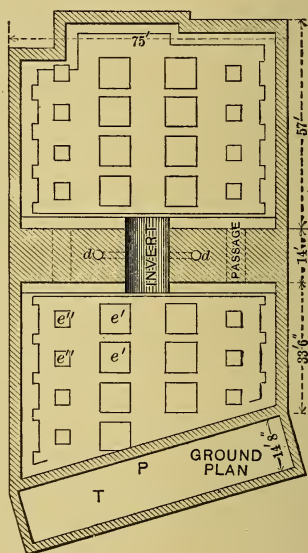 75'
57'
INVERT
d
d
PASSAGE
14'
e"
e'
e"
e'
33'6"
GROUND
PLAN
14'8"
P
T